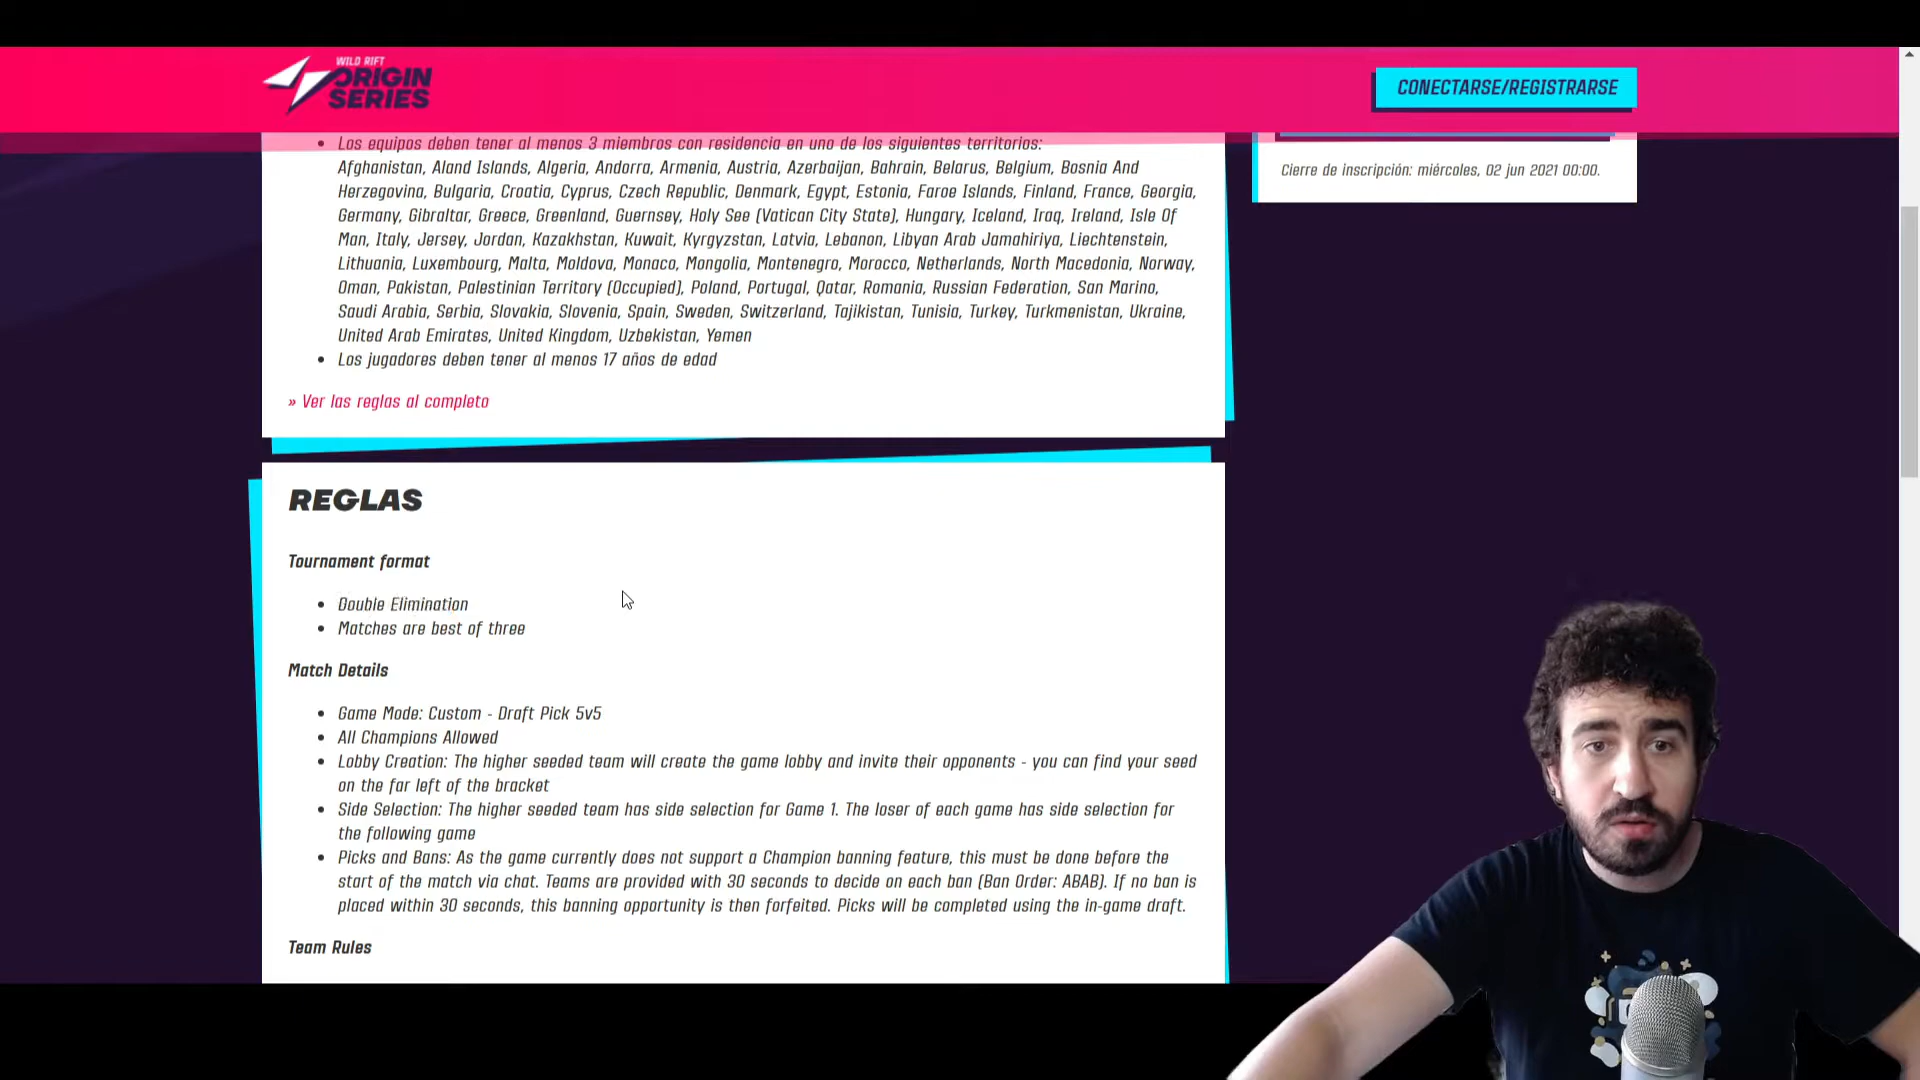 WILD RIFT
ORIGIN
SERIES
CONECTARSE/REGISTRARSE
• Los equipos deben tener al menos 3 miembros con residencia en uno de los siguientes territorios:
Afghanistan, Aland Islands, Algeria, Andorra, Armenia, Austria, Azerbaijan, Bahrain, Belarus, Belgium, Bosnia And
Herzegovina, Bulgaria, Croatia, Cyprus, Czech Republic, Denmark, Egypt, Estonia, Faroe Islands, Finland, France, Georgia,
Germany, Gibraltar, Greece, Greenland, Guernsey, Holy See (Vatican City State), Hungary, Iceland, Iraq, Ireland, Isle Of
Man, Italy, Jersey, Jordan, Kazakhstan, Kuwait, Kyrgyzstan, Latvia, Lebanon, Libyan Arab Jamahiriya, Liechtenstein,
Lithuania, Luxembourg, Malta, Moldova, Monaco, Mongolia, Montenegro, Morocco, Netherlands, North Macedonia, Norway,
Oman, Pakistan, Palestinian Territory (Occupied), Poland, Portugal, Qatar, Romania, Russian Federation, San Marino,
Saudi Arabia, Serbia, Slovakia, Slovenia, Spain, Sweden, Switzerland, Tajikistan, Tunisia, Turkey, Turkmenistan, Ukraine,
United Arab Emirates, United Kingdom, Uzbekistan, Yemen
• Los jugadores deben tener al menos 17 años de edad
» Ver las reglas al completo
Cierre de inscripción: miércoles, 02 jun 2021 00:00.
REGLAS
Tournament format
• Double Elimination
• Matches are best of three
Match Details
• Game Mode: Custom - Draft Pick 5v5
• All Champions Allowed
• Lobby Creation: The higher seeded team will create the game lobby and invite their opponents - you can find your seed
on the far left of the bracket
• Side Selection: The higher seeded team has side selection for Game 1. The loser of each game has side selection for
the following game
• Picks and Bans: As the game currently does not support a Champion banning feature, this must be done before the
start of the match via chat. Teams are provided with 30 seconds to decide on each ban (Ban Order: ABAB). If no ban is
placed within 30 seconds, this banning opportunity is then forfeited. Picks will be completed using the in-game draft.
Team Rules